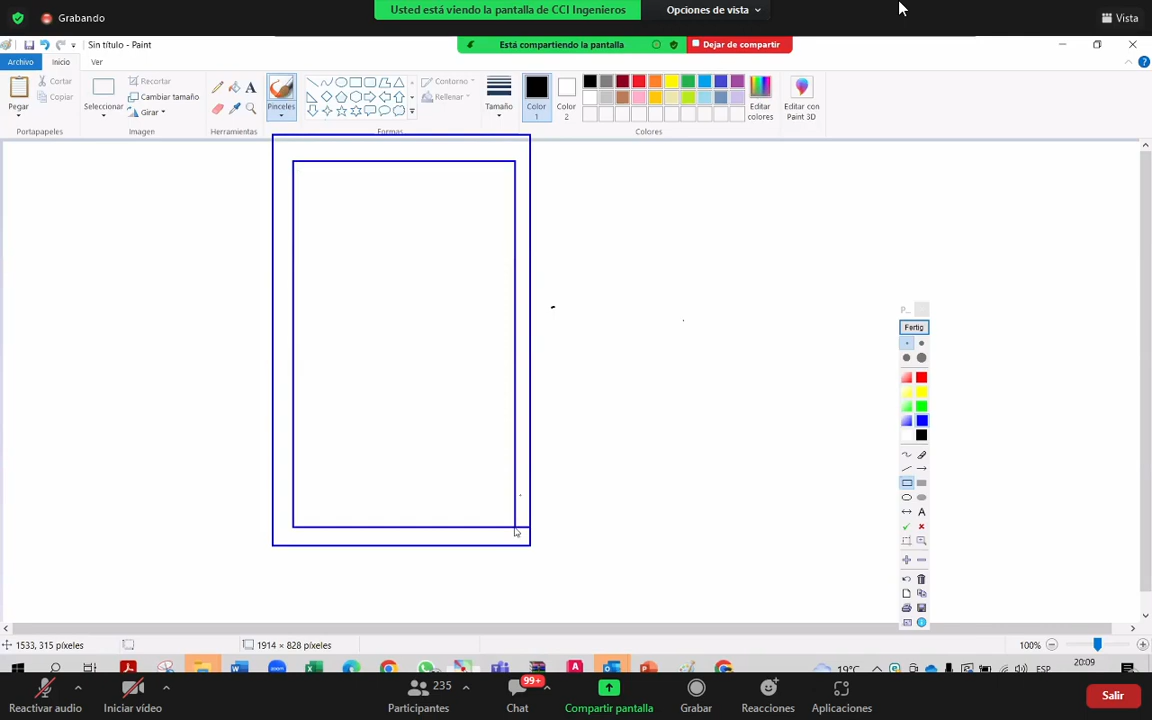 Grabando
Usted está viendo la pantalla de CCI Ingenieros
Opciones de vista
Vista
Sin título - Paint
Está compartiendo la pantalla
Dejar de compartir
Archivo
Inicio
Ver
Pegar
Cortar
Copiar
Portapapeles
Seleccionar
Recortar
Cambiar tamaño
Girar
Imagen
A
Herramientas
Pinceles
Contorno
Rellenar
Formas
Tamaño
Color
1
Color
2
Editar
colores
Editar con
Paint 3D
Colores
P...
Fertig
A
1533, 315 píxeles
1914 × 828 píxeles
100%
19°C
ESP
20:09
Reactivar audio
Iniciar vídeo
235
Participantes
99+
Chat
Compartir pantalla
Grabar
Reacciones
Aplicaciones
Salir